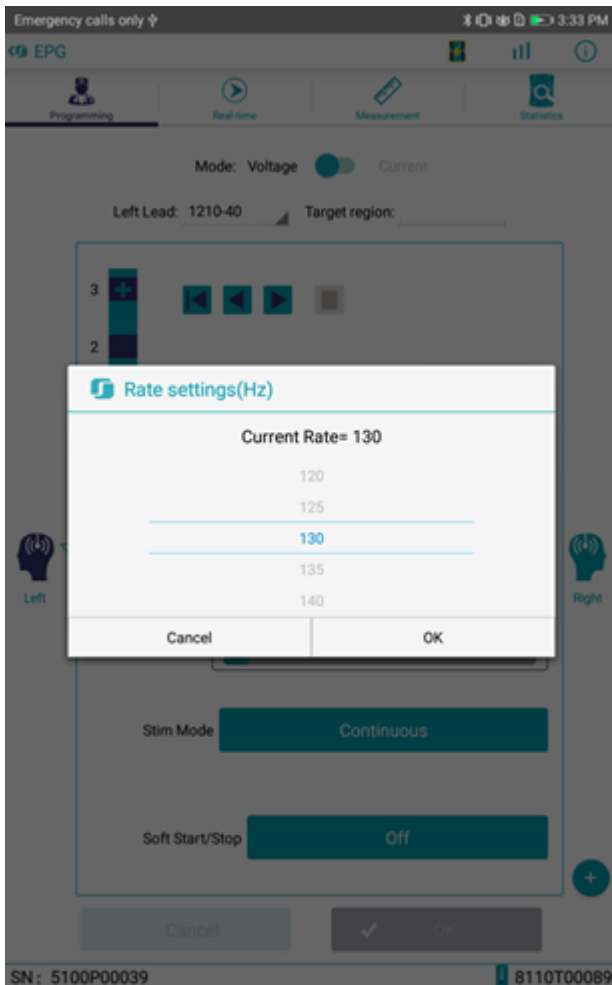 Emergency calls only
3:33 PM
EPG
Programming
Real-time
Measurement
Statistics
Mode: Voltage Current
Left Lead: 1210-40 Target region:
3
2
Rate settings(Hz)
Current Rate= 130
120
125
130
135
140
Left
Right
Cancel OK
Stim Mode Continuous
Soft Start/Stop Off
Cancel OK
SN: 5100P00039 8110T00089